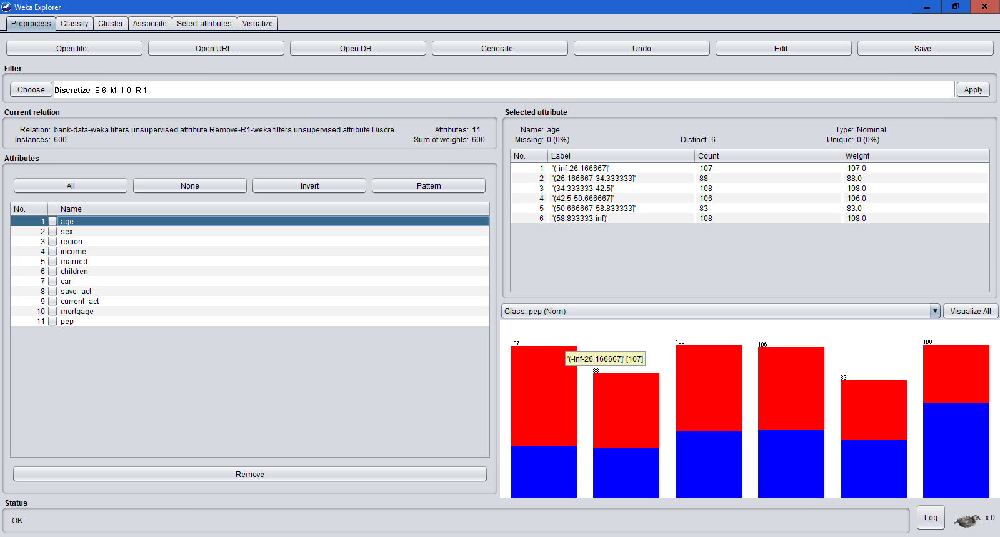 Weka Explorer
Preprocess Classify Cluster Associate Select attributes Visualize
Open file... Open URL... Open DB... Generate... Undo Edit... Save...
Filter
Choose Discretize -B 6 -M -1.0 -R 1 Apply
Current relation
Relation: bank-data-weka.filters.unsupervised.attribute.Remove-R1-weka.filters.unsupervised.attribute.Discre... Attributes: 11
Instances: 600 Sum of weights: 600
Attributes
All None Invert Pattern
No. Name
1 age
2 sex
3 region
4 income
5 married
6 children
7 car
8 save_act
9 current_act
10 mortgage
11 pep
Remove
Selected attribute
Name: age Type: Nominal
Missing: 0 (0%) Distinct: 6 Unique: 0 (0%)
No. Label Count Weight
1 '(-inf-26.166667]' 107 107.0
2 '(26.166667-34.333333]' 88 88.0
3 '(34.333333-42.5]' 108 108.0
4 '(42.5-50.666667]' 106 106.0
5 '(50.666667-58.833333]' 83 83.0
6 '(58.833333-inf)' 108 108.0
Class: pep (Nom) Visualize All
107 88 108 106 83 108
'(-inf-26.166667]' [107]
Status
OK
Log x 0